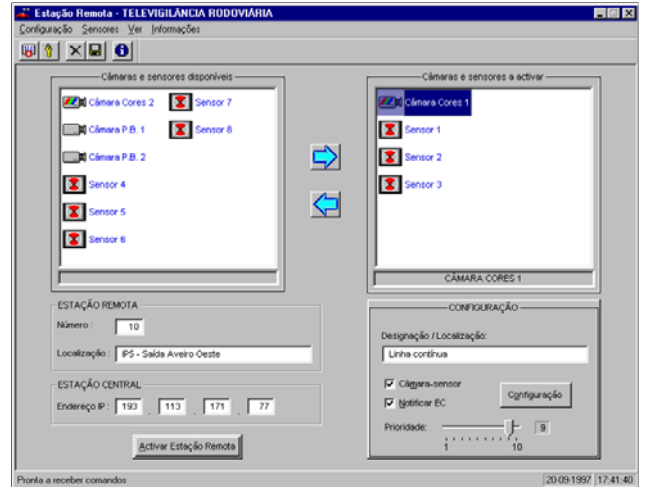 Estação Remota - TELEVIGILÂNCIA RODOVIÁRIA
Configuração Sensores Ver Informações
Câmaras e sensores disponíveis
Câmara Cores 2 Sensor 7
Câmara P.B. 1 Sensor 8
Câmara P.B. 2
Sensor 4
Sensor 5
Sensor 6
Câmaras e sensores a activar
Câmara Cores 1
Sensor 1
Sensor 2
Sensor 3
CÂMARA CORES 1
ESTAÇÃO REMOTA
Número : 10
Localização : IP5 - Saída Aveiro Oeste
ESTAÇÃO CENTRAL
Endereço IP : 193 . 113 . 171 . 77
Activar Estação Remota
CONFIGURAÇÃO
Designação / Localização:
Linha contínua
Câmara-sensor
Notificar EC
Configuração
Prioridade: 9
1 10
Pronta a receber comandos 20-09-1997 17:41:40